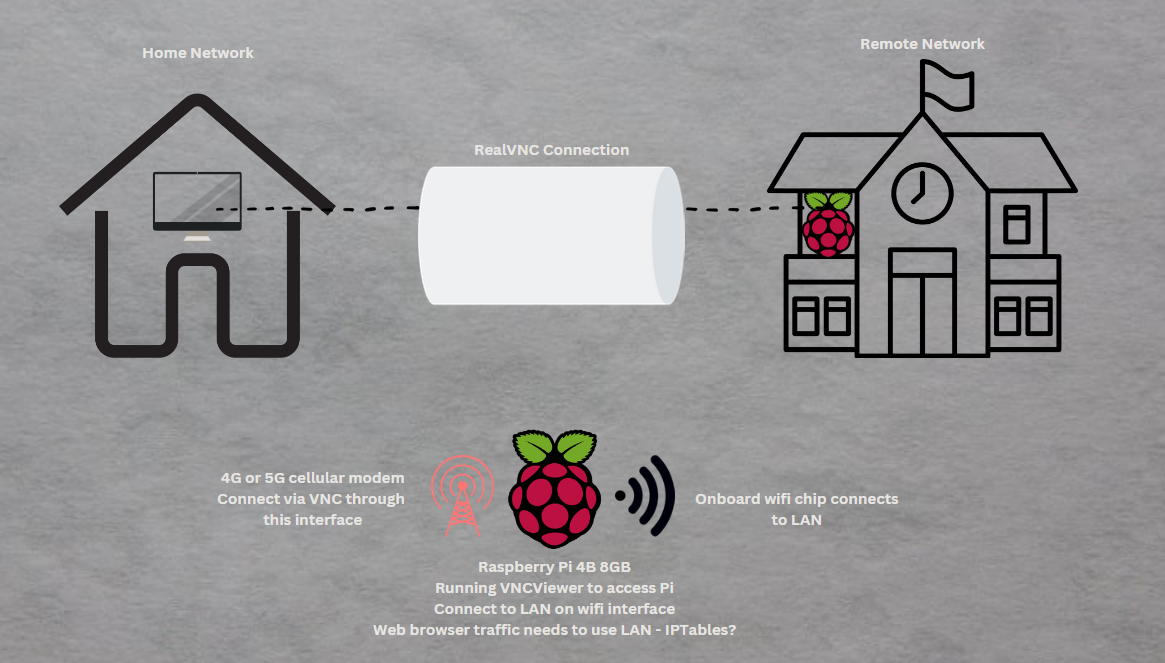 Home Network
Remote Network
RealVNC Connection
4G or 5G cellular modem
Connect via VNC through
this interface
Onboard wifi chip connects
to LAN
Raspberry Pi 4B 8GB
Running VNCViewer to access Pi
Connect to LAN on wifi interface
Web browser traffic needs to use LAN - IPTables?